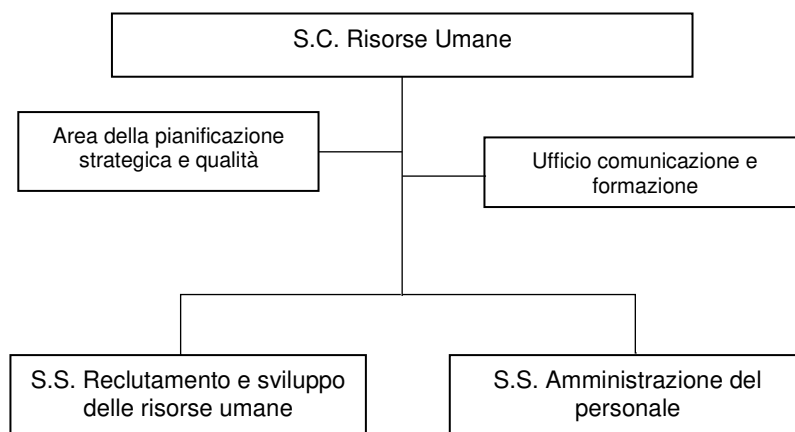 S.C. Risorse Umane
Area della pianificazione
strategica e qualità
Ufficio comunicazione e
formazione
S.S. Reclutamento e sviluppo
delle risorse umane
S.S. Amministrazione del
personale